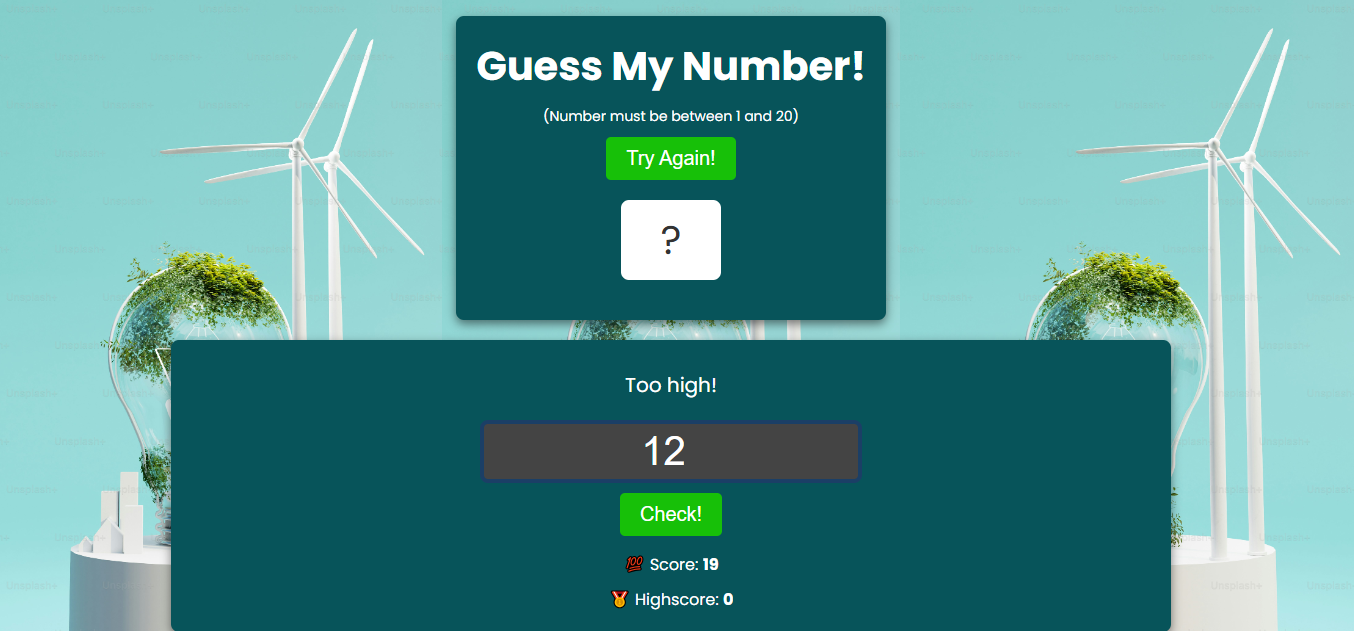 Guess My Number!
(Number must be between 1 and 20)
Try Again!
?
Too high!
12
Check!
💯 Score: 19
🏅 Highscore: 0